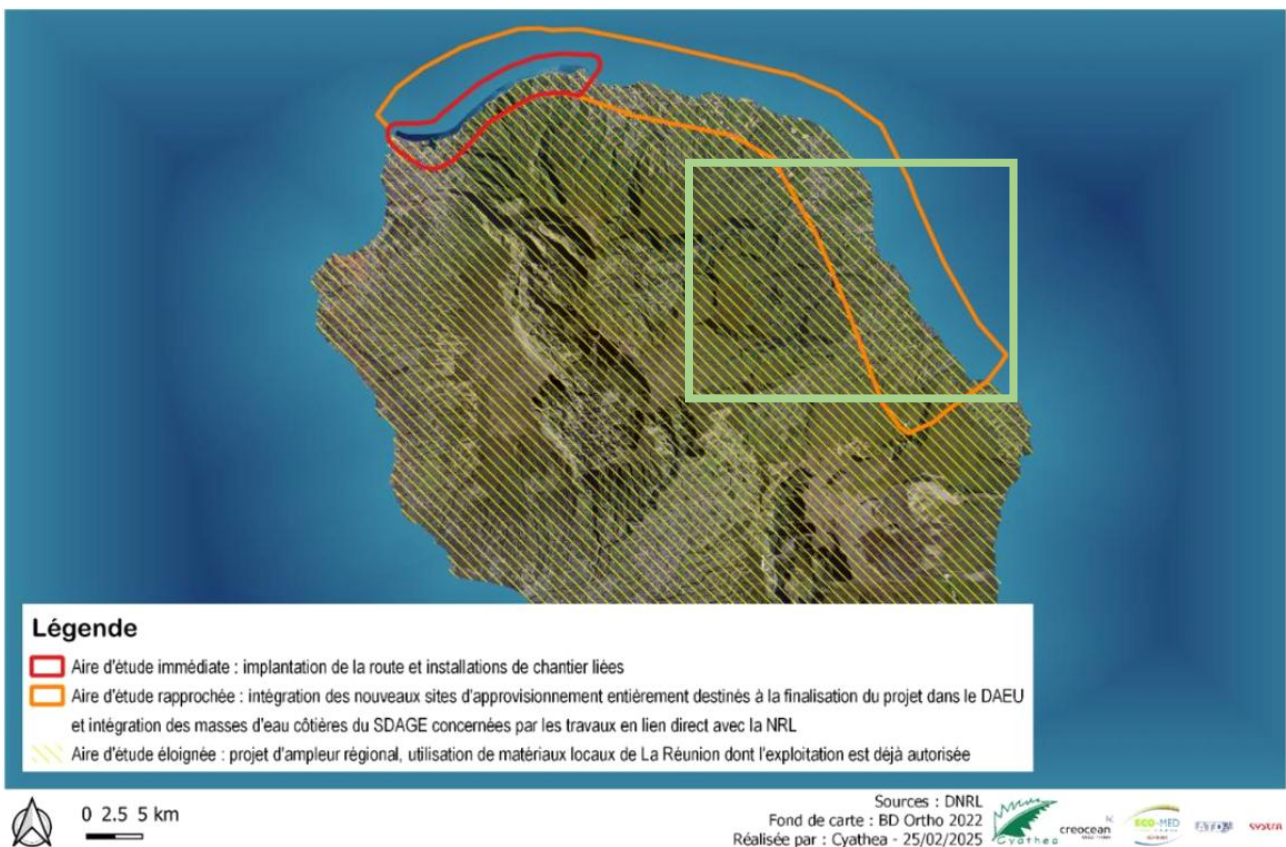 Légende
Aire d'étude immédiate : implantation de la route et installations de chantier liées
Aire d'étude rapprochée : intégration des nouveaux sites d'approvisionnement entièrement destinés à la finalisation du projet dans le DAEU
et intégration des masses d'eau côtières du SDAGE concernées par les travaux en lien direct avec la NRL
Aire d'étude éloignée : projet d'ampleur régional, utilisation de matériaux locaux de La Réunion dont l'exploitation est déjà autorisée
0 2.5 5 km
Sources : DNRL
Fond de carte : BD Ortho 2022
Réalisée par : Cyathea - 25/02/2025
Cyathea
creocean
ECO-MED
systra